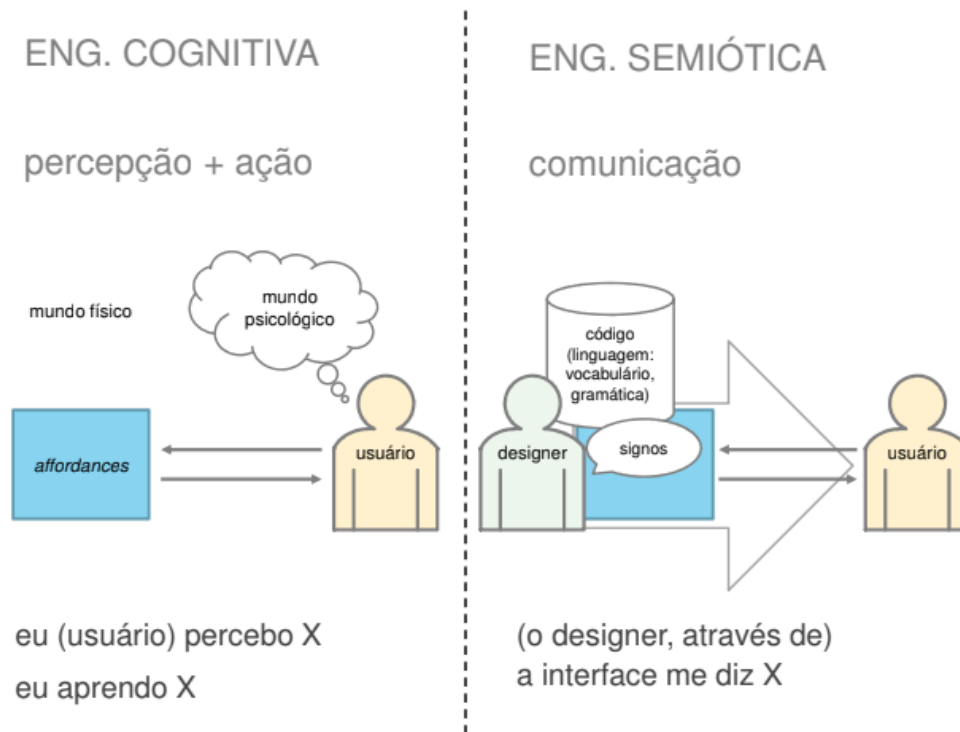 ENG. COGNITIVA
percepção + ação
mundo físico
mundo
psicológico
affordances
usuário
eu (usuário) percebo X
eu aprendo X
ENG. SEMIÓTICA
comunicação
código
(linguagem:
vocabulário,
gramática)
designer
signos
usuário
(o designer, através de)
a interface me diz X